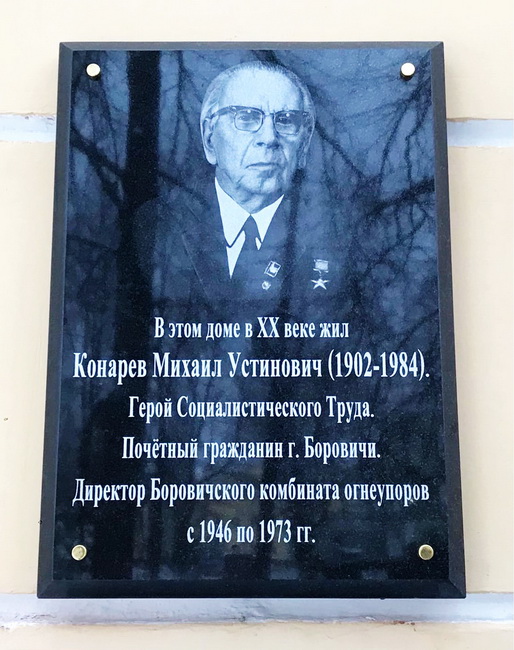 В этом доме в XX веке жил
Конарев Михаил Устинович (1902-1984).
Герой Социалистического Труда.
Почётный гражданин г. Боровичи.
Директор Боровичского комбината огнеупоров
с 1946 по 1973 гг.